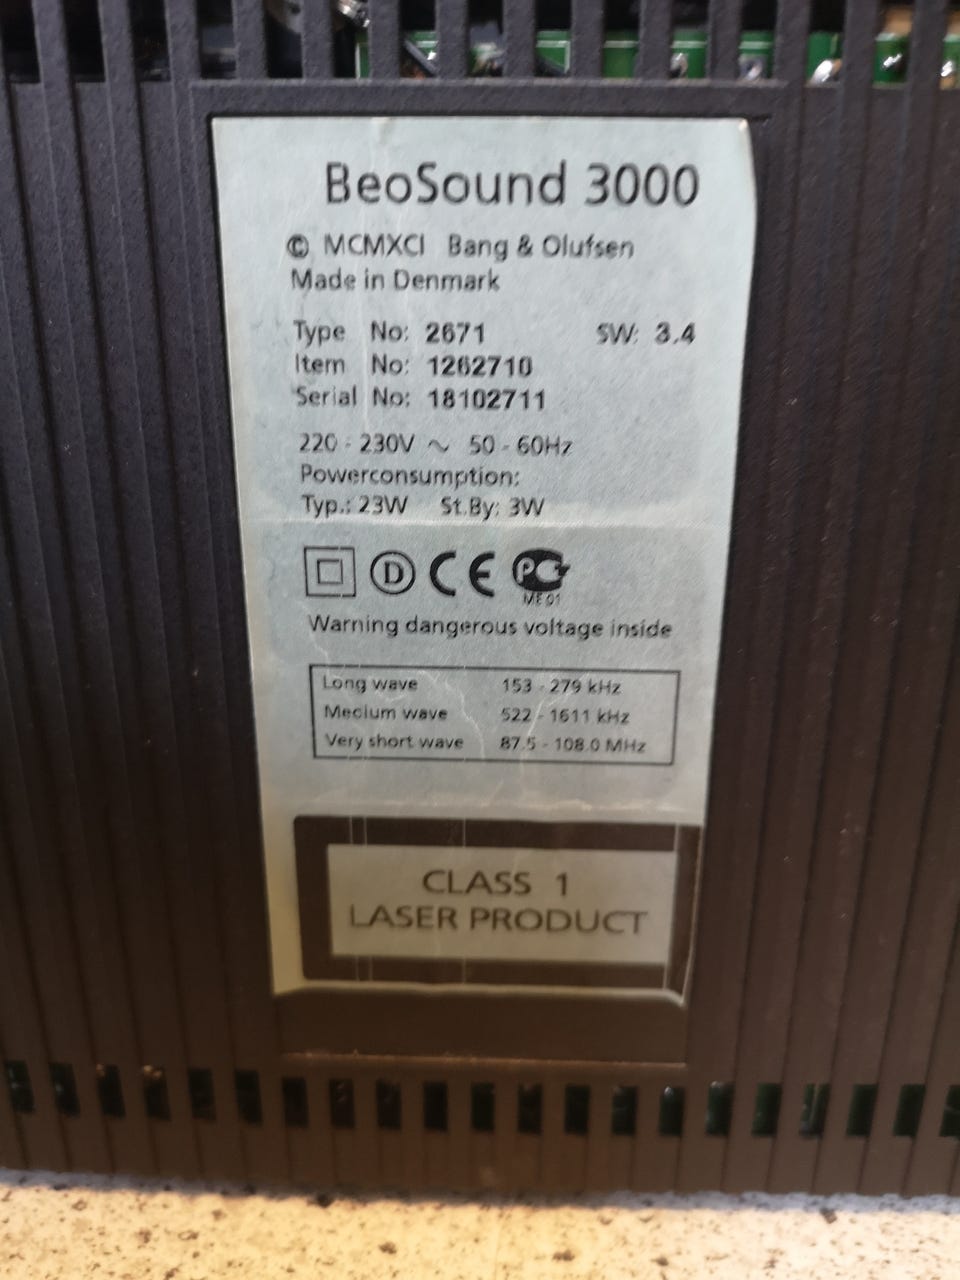 BeoSound 3000
© MCMXCI Bang & Olufsen
Made in Denmark
Type No: 2671 SW: 3.4
Item No: 1262710
Serial No: 18102711
220 - 230V ~ 50 - 60Hz
Powerconsumption:
Typ.: 23W St.By: 3W
D CE PC
ME01
Warning dangerous voltage inside
Long wave 153 - 279 kHz
Medium wave 522 - 1611 kHz
Very short wave 87.5 - 108.0 MHz
CLASS 1
LASER PRODUCT